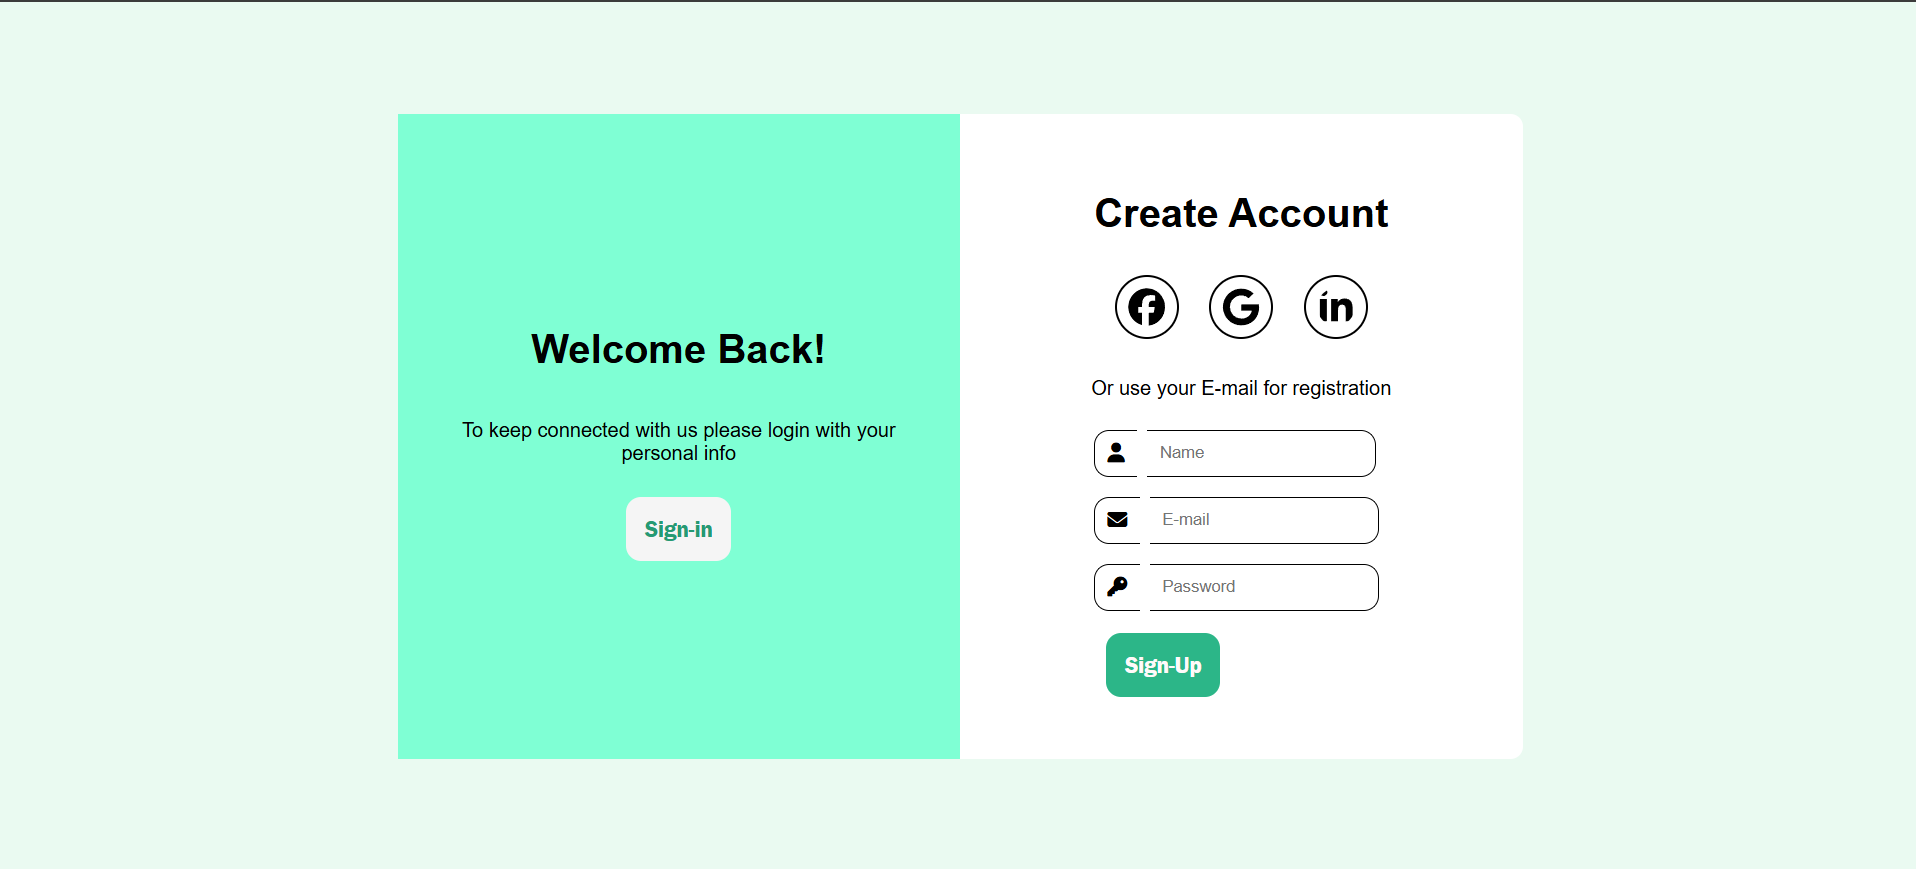 Welcome Back!
To keep connected with us please login with your
personal info
Sign-in
Create Account
Or use your E-mail for registration
Name
E-mail
Password
Sign-Up